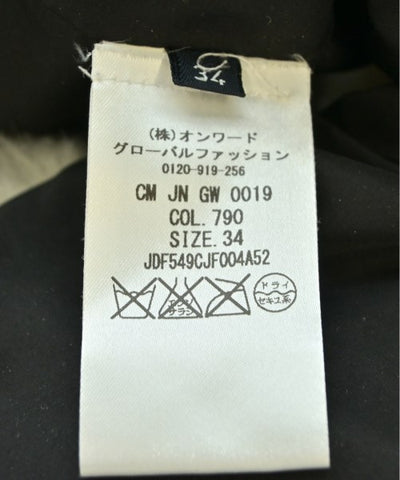 34
(株)オンワード
グローバルファッション
0120-919-256
CM JN GW 0019
COL. 790
SIZE. 34
JDF549CJF004A52
エンソ
サラシ
ドライ
セキユ系